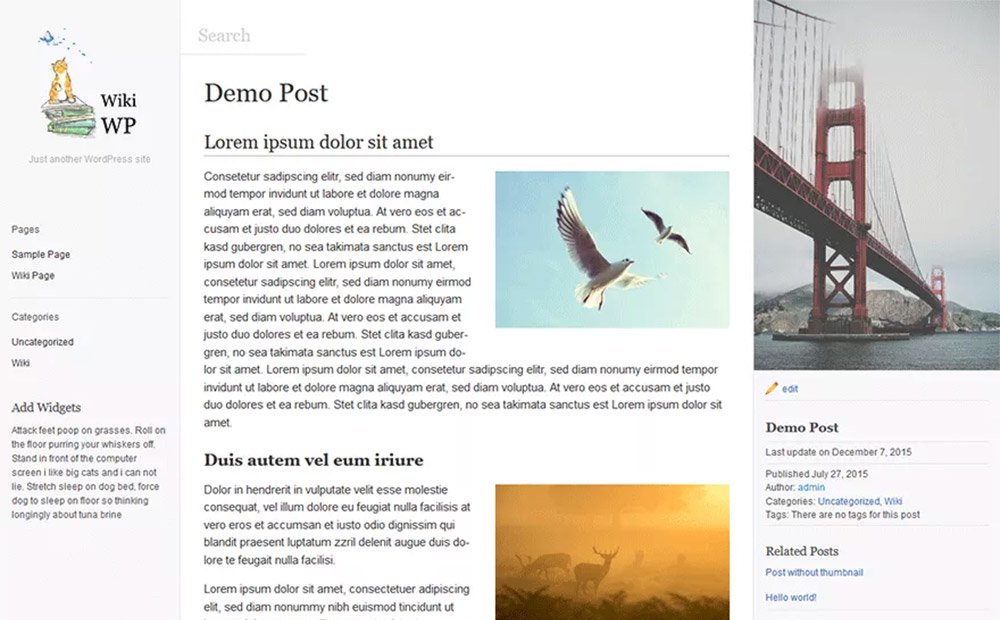 Wiki
WP
Just another WordPress site
Pages
Sample Page
Wiki Page
Categories
Uncategorized
Wiki
Add Widgets
Attack feet poop on grasses. Roll on
the floor purring your whiskers off.
Stand in front of the computer
screen i like big cats and i can not
lie. Stretch sleep on dog bed, force
dog to sleep on floor so thinking
longingly about tuna brine
Search
Demo Post
Lorem ipsum dolor sit amet
Consetetur sadipscing elitr, sed diam nonumy eir-
mod tempor invidunt ut labore et dolore magna
aliquyam erat, sed diam voluptua. At vero eos et ac-
cusam et justo duo dolores et ea rebum. Stet clita
kasd gubergren, no sea takimata sanctus est Lorem
ipsum dolor sit amet. Lorem ipsum dolor sit amet,
consetetur sadipscing elitr, sed diam nonumy eirmod
tempor invidunt ut labore et dolore magna aliquyam
erat, sed diam voluptua. At vero eos et accusam et
justo duo dolores et ea rebum. Stet clita kasd guber-
gren, no sea takimata sanctus est Lorem ipsum do-
lor sit amet. Lorem ipsum dolor sit amet, consetetur sadipscing elitr, sed diam nonumy eirmod tempor
invidunt ut labore et dolore magna aliquyam erat, sed diam voluptua. At vero eos et accusam et justo
duo dolores et ea rebum. Stet clita kasd gubergren, no sea takimata sanctus est Lorem ipsum dolor sit
amet.
Duis autem vel eum iriure
Dolor in hendrerit in vulputate velit esse molestie
consequat, vel illum dolore eu feugiat nulla facilisis at
vero eros et accumsan et iusto odio dignissim qui
blandit praesent luptatum zzril delenit augue duis do-
lore te feugait nulla facilisi.
Lorem ipsum dolor sit amet, consectetuer adipiscing
elit, sed diam nonummy nibh euismod tincidunt ut
edit
Demo Post
Last update on December 7, 2015
Published July 27, 2015
Author: admin
Categories: Uncategorized, Wiki
Tags: There are no tags for this post
Related Posts
Post without thumbnail
Hello world!